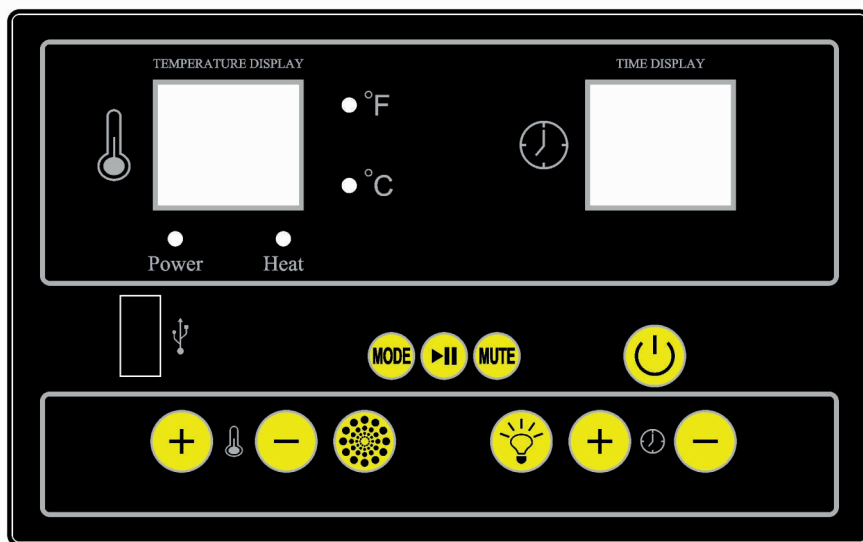 TEMPERATURE DISPLAY
TIME DISPLAY
°F
°C
Power Heat
MODE MUTE
+ − + −